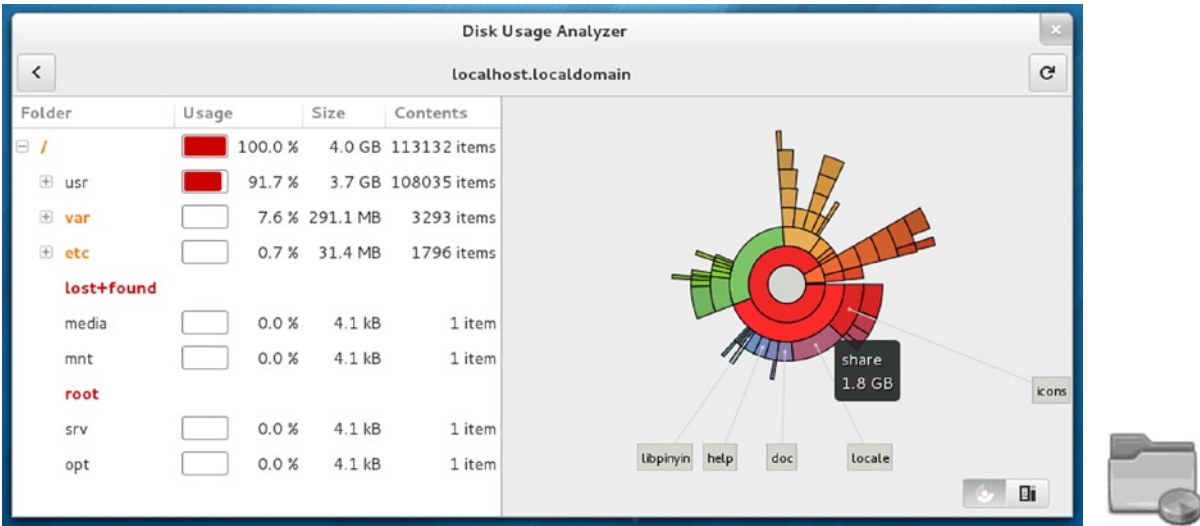 Disk Usage Analyzer
localhost.localdomain
Folder Usage Size Contents
/ 100.0 % 4.0 GB 113132 items
usr 91.7 % 3.7 GB 108035 items
var 7.6 % 291.1 MB 3293 items
etc 0.7 % 31.4 MB 1796 items
lost+found
media 0.0 % 4.1 kB 1 item
mnt 0.0 % 4.1 kB 1 item
root
srv 0.0 % 4.1 kB 1 item
opt 0.0 % 4.1 kB 1 item
share
1.8 GB
icons
libpinyin help doc locale